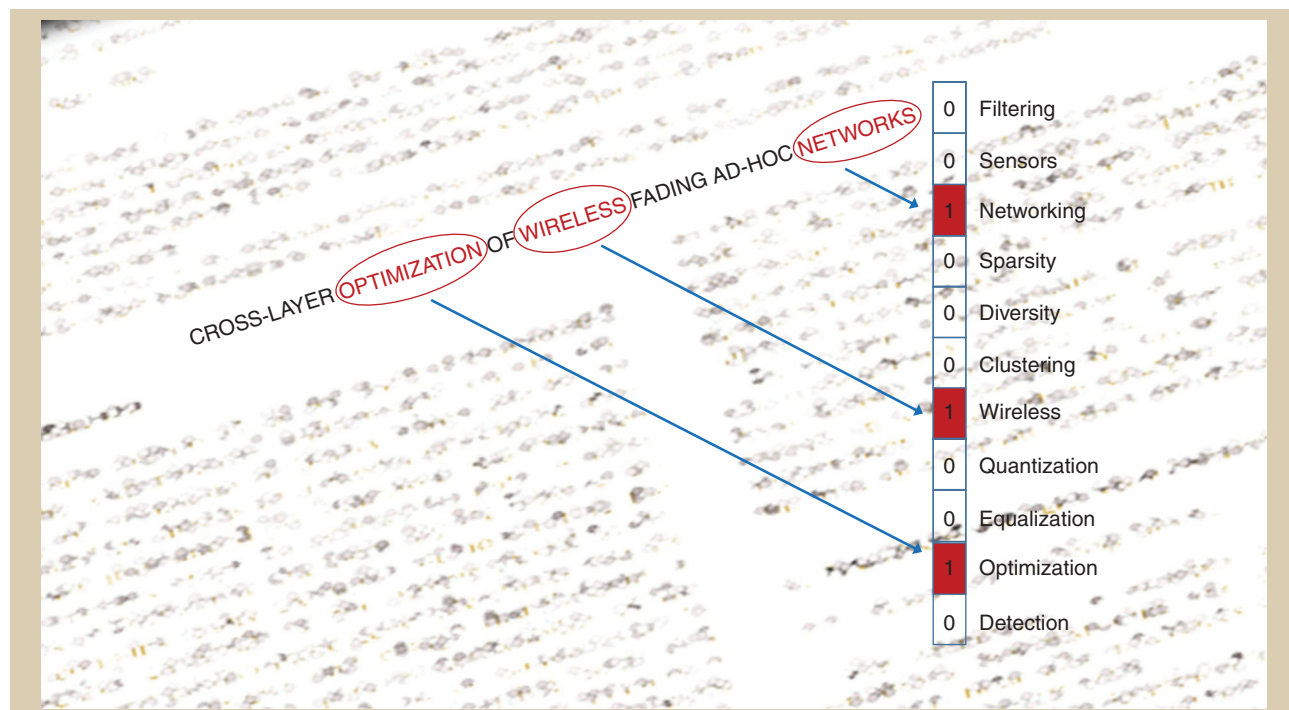 CROSS-LAYER OPTIMIZATION OF WIRELESS FADING AD-HOC NETWORKS
0 Filtering
0 Sensors
1 Networking
0 Sparsity
0 Diversity
0 Clustering
1 Wireless
0 Quantization
0 Equalization
1 Optimization
0 Detection